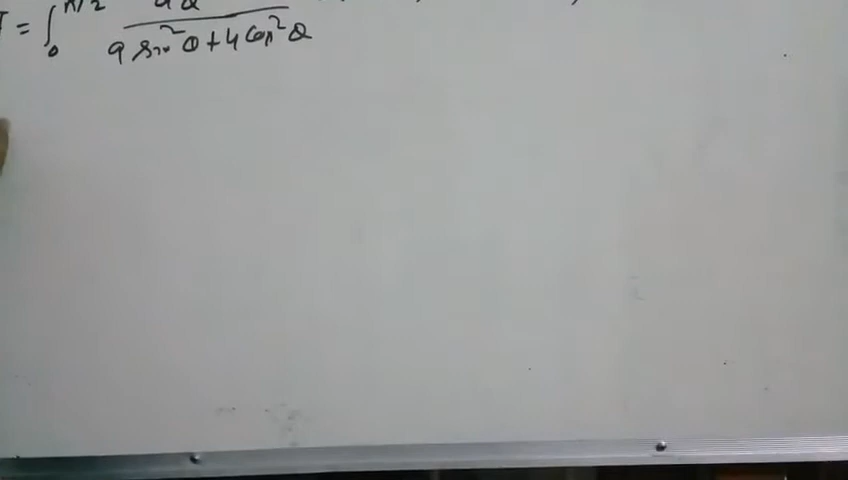 I = ∫₀^π/2 dθ / (9 sin²θ + 4 cos²θ)